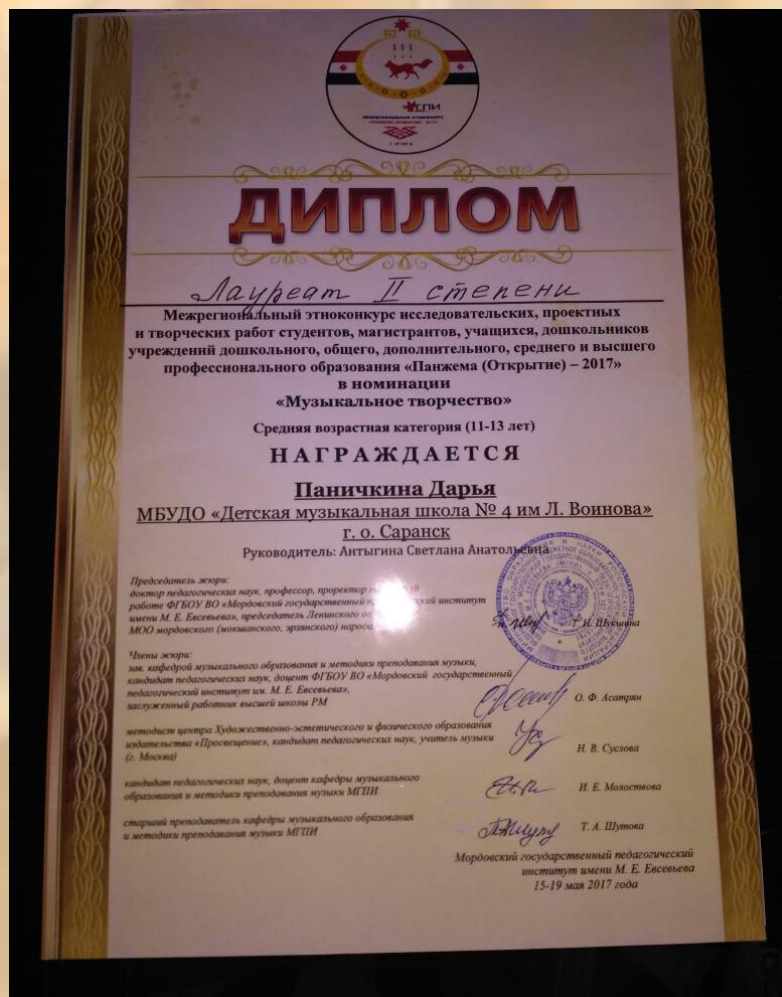 МГПИ
ДИПЛОМ
Лауреат II степени
Межрегиональный этноконкурс исследовательских, проектных
и творческих работ студентов, магистрантов, учащихся, дошкольников
учреждений дошкольного, общего, дополнительного, среднего и высшего
профессионального образования «Панжема (Открытие) – 2017»
в номинации
«Музыкальное творчество»
Средняя возрастная категория (11-13 лет)
НАГРАЖДАЕТСЯ
Паничкина Дарья
МБУДО «Детская музыкальная школа № 4 им Л. Воинова»
г. о. Саранск
Руководитель: Антыгина Светлана Анатольевна
Председатель жюри:
доктор педагогических наук, профессор, проректор
работе ФГБОУ ВО «Мордовский государственный институт
имени М. Е. Евсевьева», председатель Ленинского
МОО мордовского (мокшанского, эрзянского)
Т. И. Шукшина
Члены жюри:
зав. кафедрой музыкального образования и методики преподавания музыки,
кандидат педагогических наук, доцент ФГБОУ ВО «Мордовский государственный
педагогический институт им. М. Е. Евсевьева»,
заслуженный работник высшей школы РМ
О. Ф. Асатрян
методист центра Художественно-эстетического и физического образования
издательства «Просвещение», кандидат педагогических наук, учитель музыки
(г. Москва)
Н. В. Суслова
кандидат педагогических наук, доцент кафедры музыкального
образования и методики преподавания музыки МГПИ
И. Е. Молостовова
старший преподаватель кафедры музыкального образования
и методики преподавания музыки МГПИ
Т. А. Шутова
Мордовский государственный педагогический
институт имени М. Е. Евсевьева
15-19 мая 2017 года